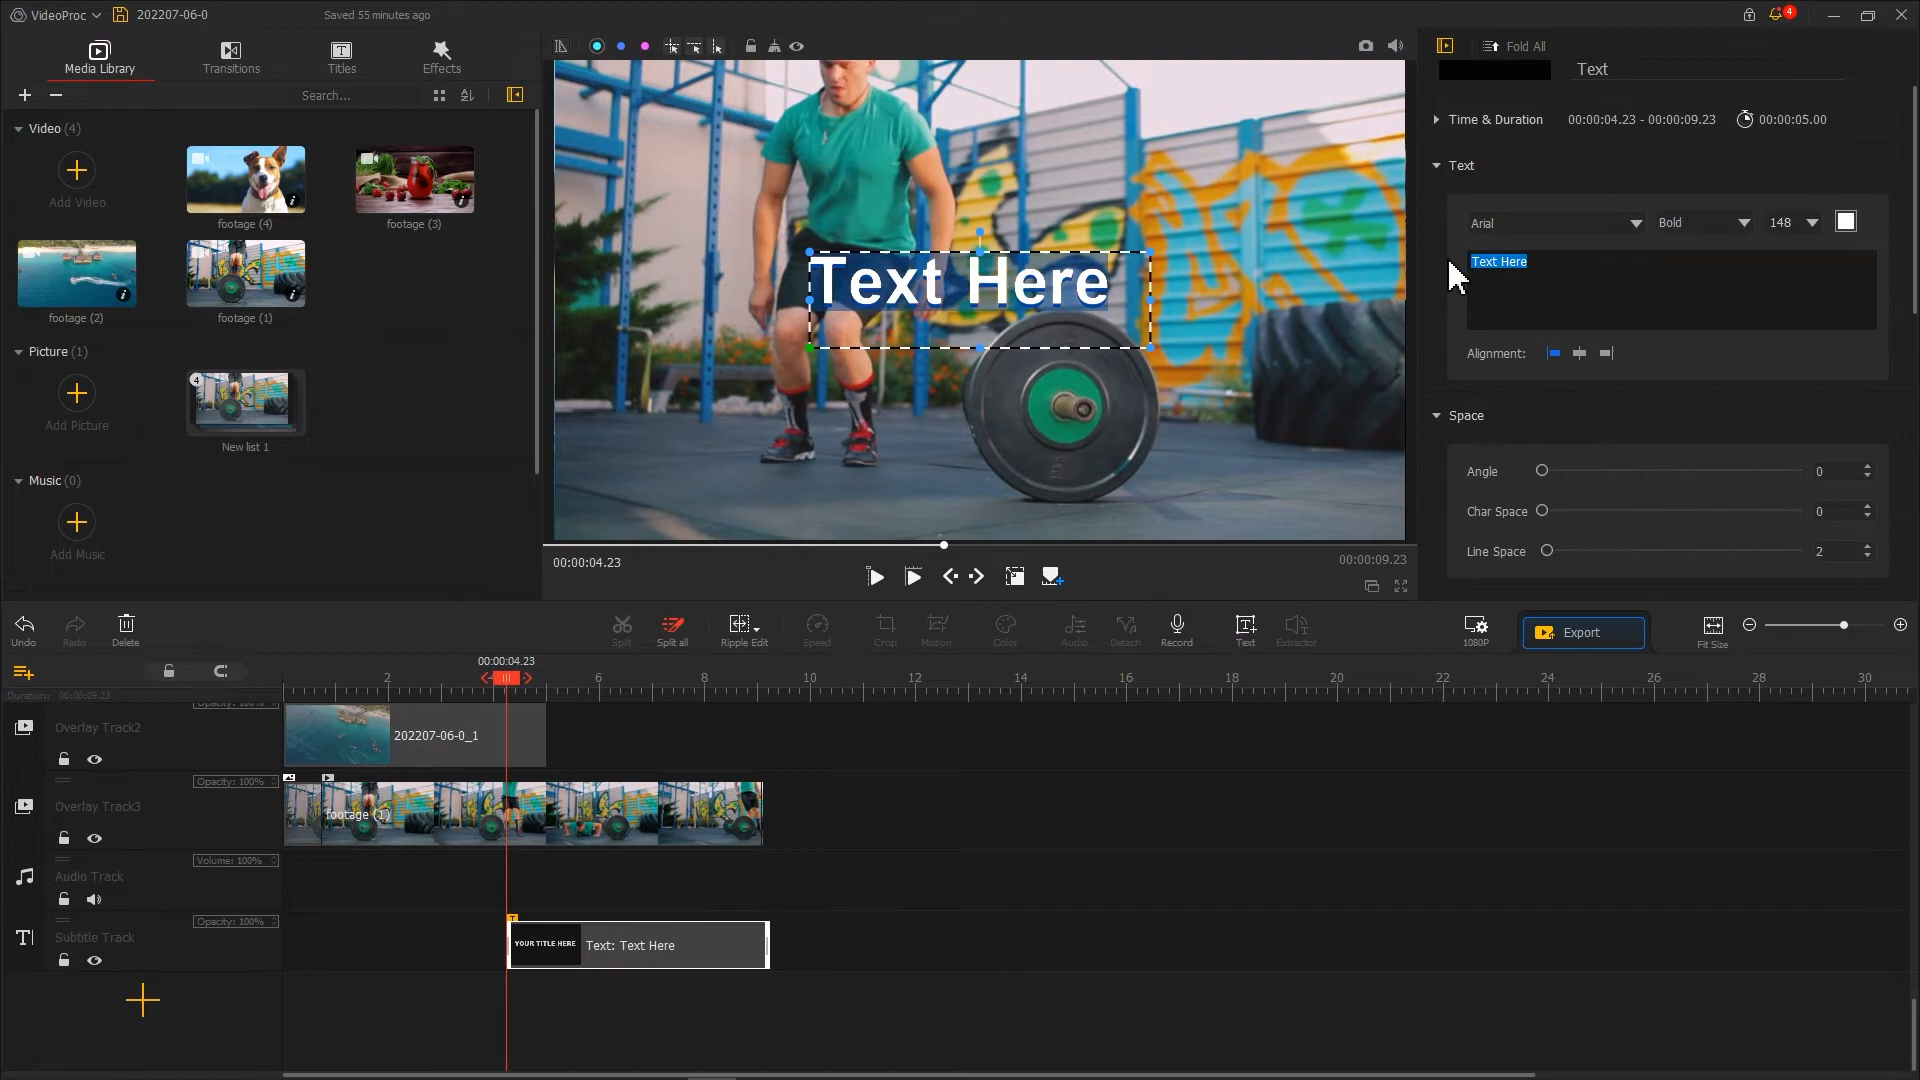 VideoProc
202207-06-0
Saved 55 minutes ago
4
Media Library
Transitions
Titles
Effects
Search...
Video (4)
Add Video
footage (4)
footage (3)
footage (2)
footage (1)
Picture (1)
Add Picture
4
New list 1
Music (0)
Add Music
Text Here
00:00:04.23
00:00:09.23
Fold All
Text
Time & Duration
00:00:04.23 - 00:00:09.23
00:00:05.00
Text
Arial
Bold
148
Text Here
Alignment:
Space
Angle
0
Char Space
0
Line Space
2
Undo
Redo
Delete
Split
Split all
Ripple Edit
Speed
Crop
Motion
Color
Audio
Detach
Record
Text
Extractor
1080P
Export
Fit Size
00:00:04.23
Duration: 00:00:09.23
2 6 8 10 12 14 16 18 20 22 24 26 28 30
Opacity: 100%
Overlay Track2
202207-06-0_1
Opacity: 100%
Overlay Track3
footage (1)
Volume: 100%
Audio Track
Opacity: 100%
Subtitle Track
T
YOUR TITLE HERE
Text: Text Here